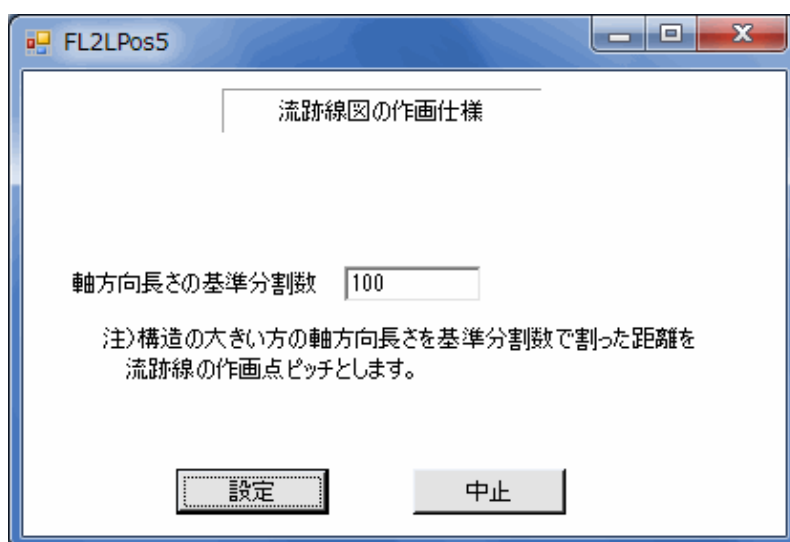 FL2LPos5
流跡線図の作画仕様
軸方向長さの基準分割数 100
注)構造の大きい方の軸方向長さを基準分割数で割った距離を
流跡線の作画点ピッチとします。
設定 中止